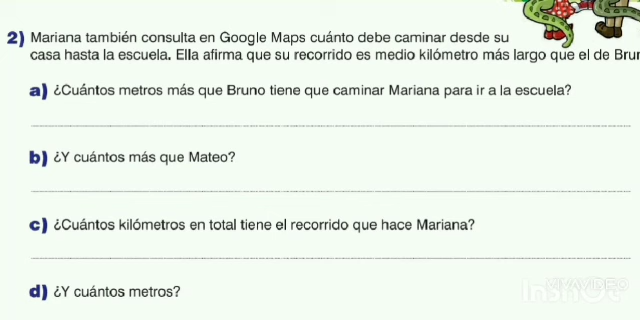 2) Mariana también consulta en Google Maps cuánto debe caminar desde su
casa hasta la escuela. Ella afirma que su recorrido es medio kilómetro más largo que el de
a) ¿Cuántos metros más que Bruno tiene que caminar Mariana para ir a la escuela?
b) ¿Y cuántos más que Mateo?
c) ¿Cuántos kilómetros en total tiene el recorrido que hace Mariana?
d) ¿Y cuántos metros?